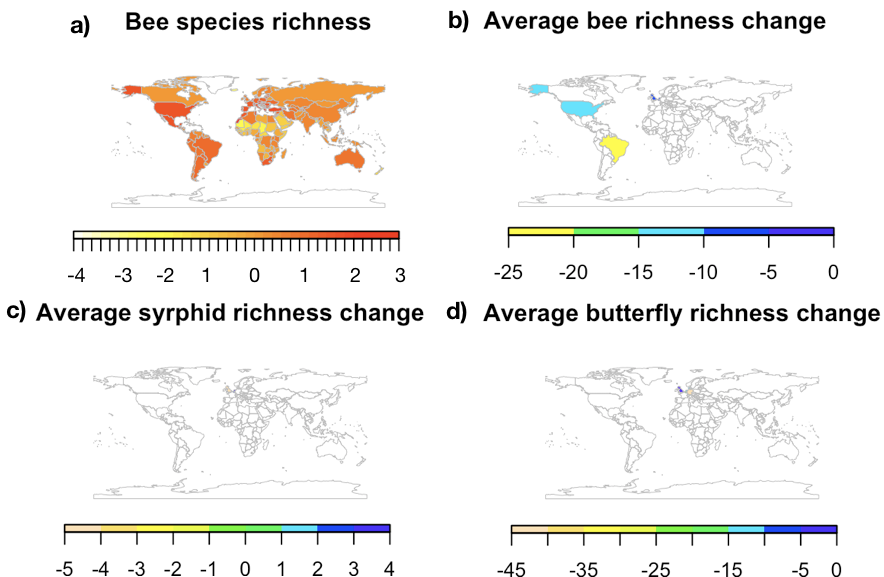 a) Bee species richness
-4 -3 -2 1 0 1 2 3
b) Average bee richness change
-25 -20 -15 -10 -5 0
c) Average syrphid richness change
-5 -4 -3 -2 -1 0 1 2 3 4
d) Average butterfly richness change
-45 -35 -25 -15 -5 0